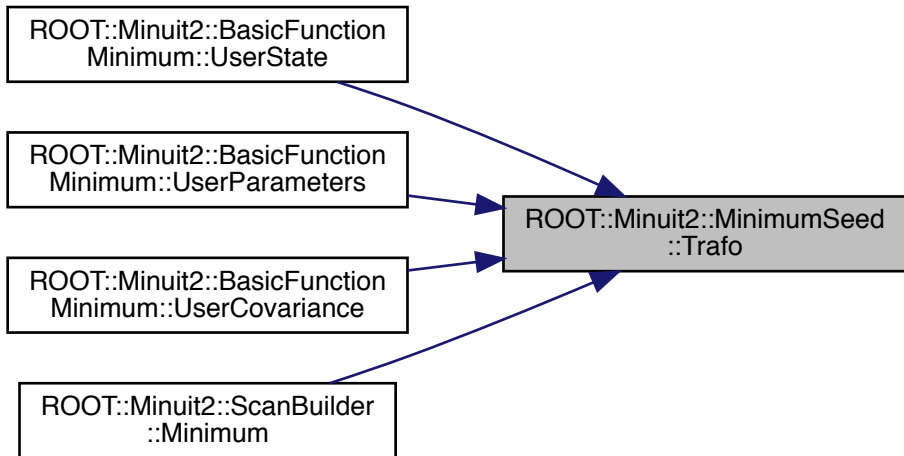 ROOT::Minuit2::BasicFunction
Minimum::UserState
ROOT::Minuit2::BasicFunction
Minimum::UserParameters
ROOT::Minuit2::MinimumSeed
::Trafo
ROOT::Minuit2::BasicFunction
Minimum::UserCovariance
ROOT::Minuit2::ScanBuilder
::Minimum